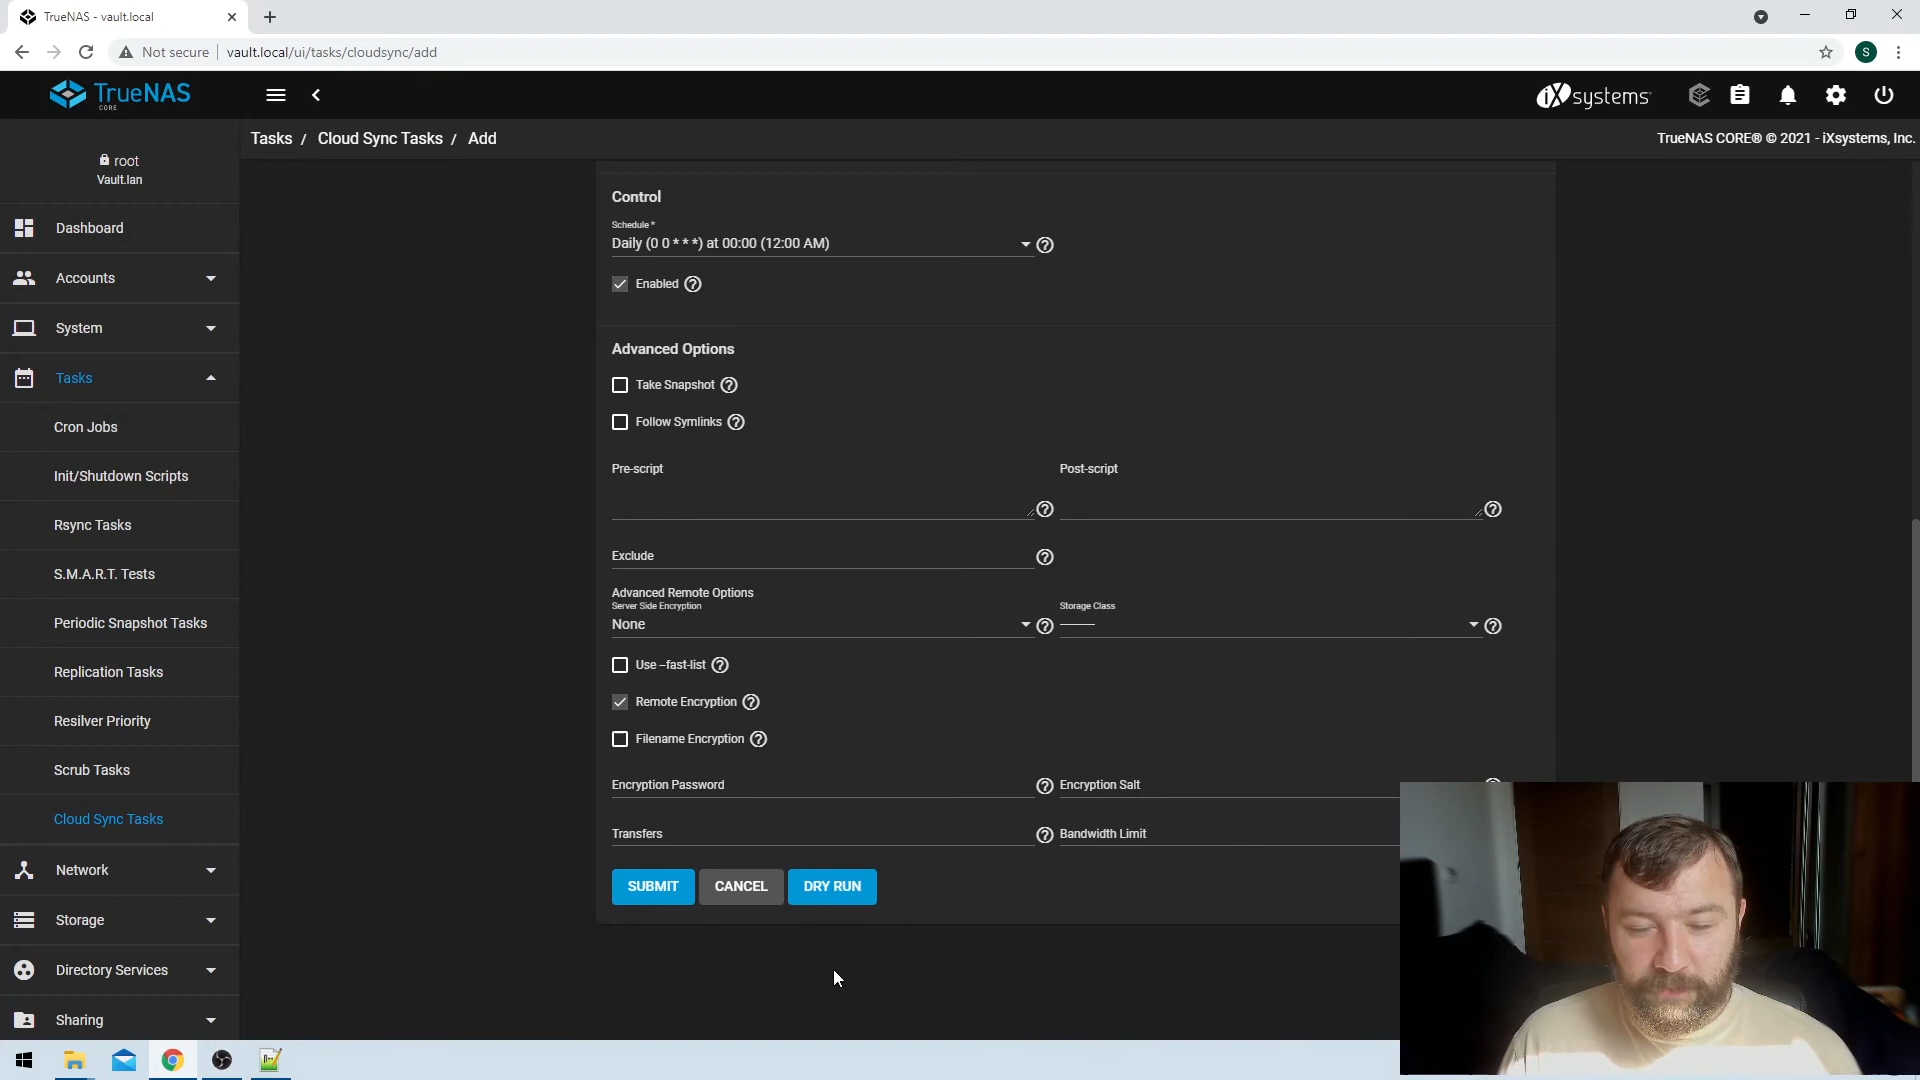 TrueNAS - vault.local
Not secure
vault.local/ui/tasks/cloudsync/add
S
TrueNAS
CORE
iXsystems
Tasks / Cloud Sync Tasks / Add
TrueNAS CORE® © 2021 - iXsystems, Inc.
root
Vault.lan
Dashboard
Accounts
System
Tasks
Cron Jobs
Init/Shutdown Scripts
Rsync Tasks
S.M.A.R.T. Tests
Periodic Snapshot Tasks
Replication Tasks
Resilver Priority
Scrub Tasks
Cloud Sync Tasks
Network
Storage
Directory Services
Sharing
Control
Schedule *
Daily (0 0 * * *) at 00:00 (12:00 AM)
Enabled
Advanced Options
Take Snapshot
Follow Symlinks
Pre-script
Post-script
Exclude
Advanced Remote Options
Server Side Encryption
None
Storage Class
———
Use –fast-list
Remote Encryption
Filename Encryption
Encryption Password
Encryption Salt
Transfers
Bandwidth Limit
SUBMIT
CANCEL
DRY RUN